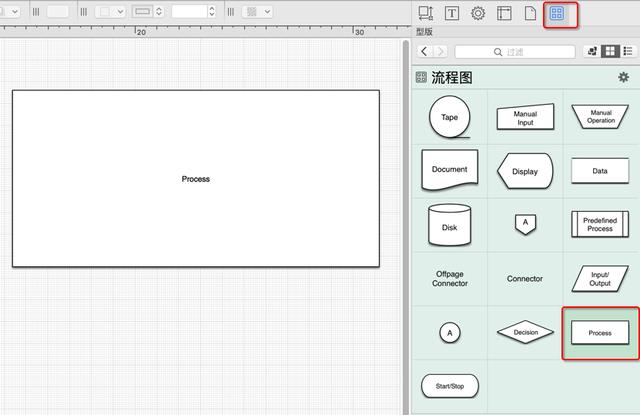 20
30
型版
过滤
流程图
Process
Tape
Manual
Input
Manual
Operation
Document
Display
Data
Disk
A
Predefined
Process
Offpage
Connector
Connector
Input/
Output
A
Decision
Process
Start/Stop